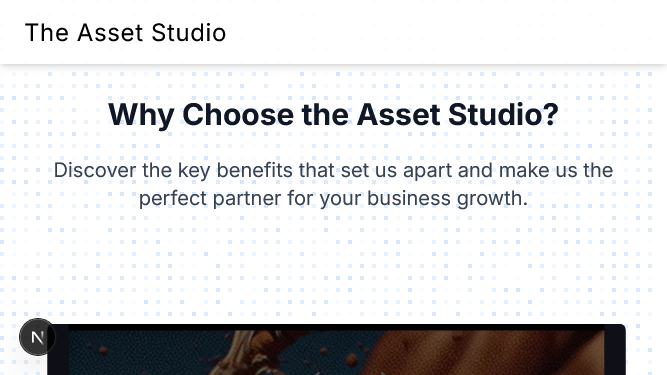 The Asset Studio
Why Choose the Asset Studio?
Discover the key benefits that set us apart and make us the
perfect partner for your business growth.
N